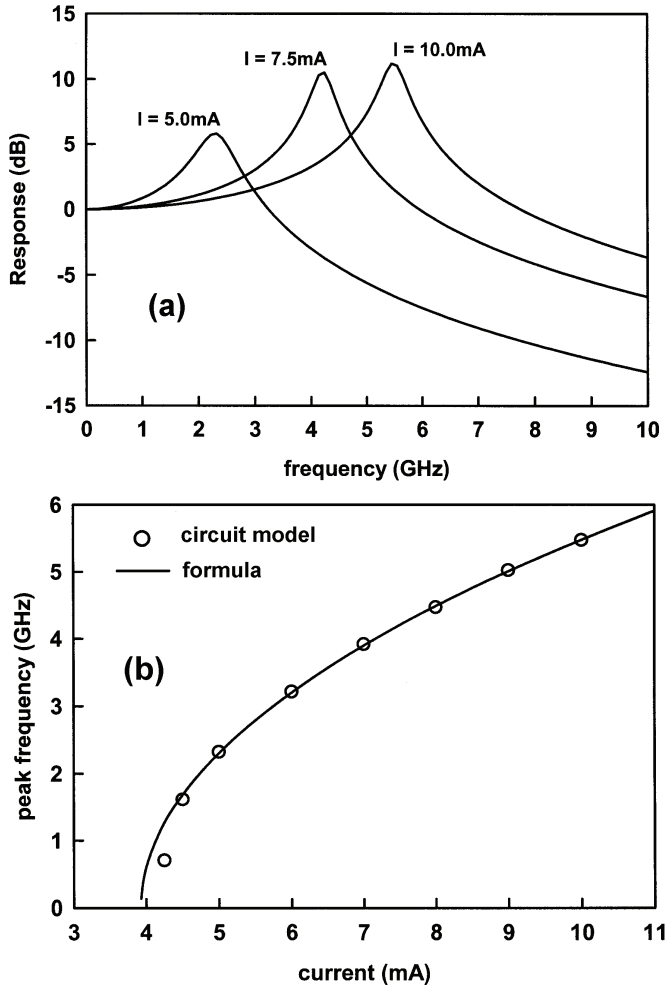 15
I = 10.0mA
I = 7.5mA
10
I = 5.0mA
5
0
-5
(a)
-10
-15
Response (dB)
0 1 2 3 4 5 6 7 8 9 10
frequency (GHz)
6
circuit model
formula
5
4
(b)
3
2
1
0
peak frequency (GHz)
3 4 5 6 7 8 9 10 11
current (mA)